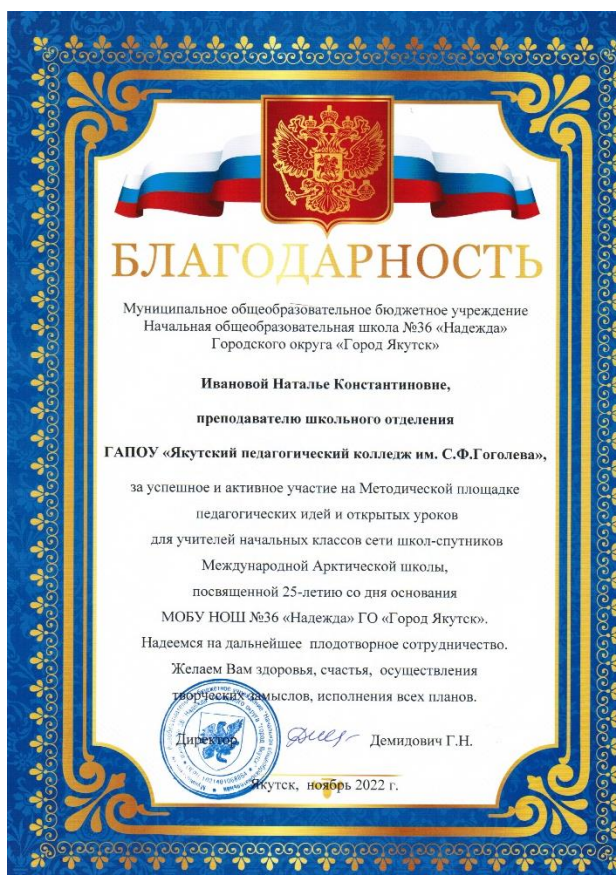 БЛАГОДАРНОСТЬ
Муниципальное общеобразовательное бюджетное учреждение
Начальная общеобразовательная школа №36 «Надежда»
Городского округа «Город Якутск»
Ивановой Наталье Константиновне,
преподавателю школьного отделения
ГАПОУ «Якутский педагогический колледж им. С.Ф.Гоголева»,
за успешное и активное участие на Методической площадке
педагогических идей и открытых уроков
для учителей начальных классов сети школ-спутников
Международной Арктической школы,
посвященной 25-летию со дня основания
МОБУ НОШ №36 «Надежда» ГО «Город Якутск».
Надеемся на дальнейшее плодотворное сотрудничество.
Желаем Вам здоровья, счастья, осуществления
творческих замыслов, исполнения всех планов.
Директор Демидович Г.Н.
Якутск, ноябрь 2022 г.